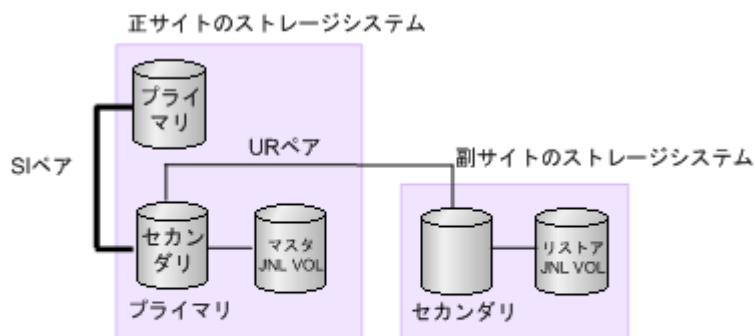 正サイトのストレージシステム
プライ
マリ
URペア
SIペア
副サイトのストレージシステム
セカン
ダリ
マスタ
JNL VOL
リストア
JNL VOL
プライマリ
セカンダリ